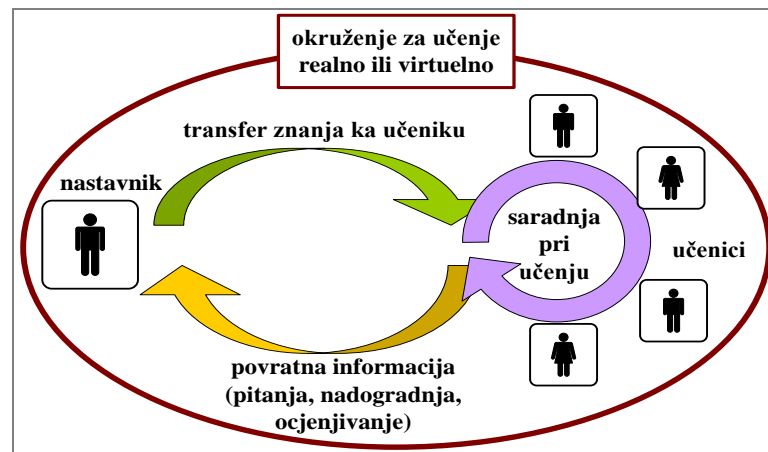 okruženje za učenje
realno ili virtuelno
transfer znanja ka učeniku
nastavnik
saradnja
pri
učenju
učenici
povratna informacija
(pitanja, nadogradnja,
ocjenjivanje)